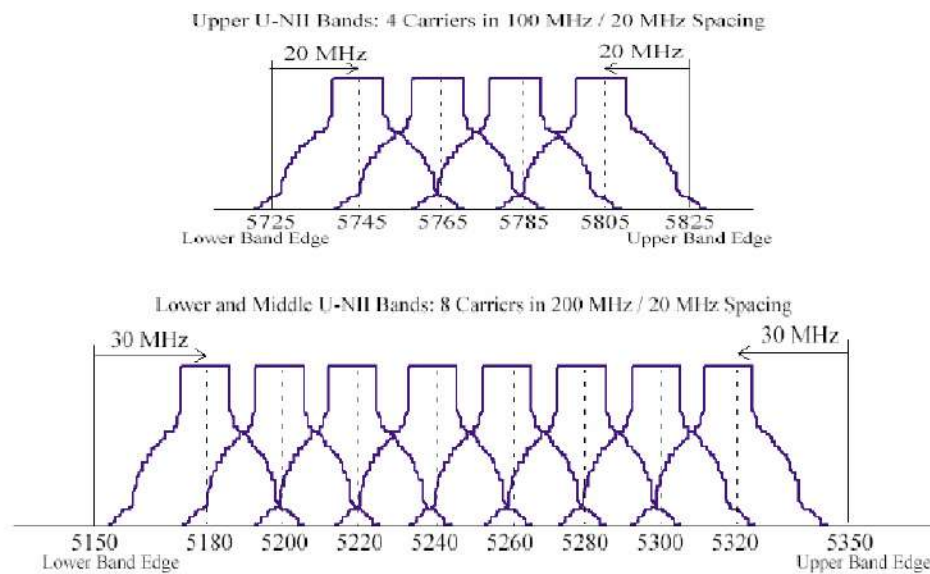 Upper U-NII Bands: 4 Carriers in 100 MHz / 20 MHz Spacing
20 MHz 20 MHz
5725 5745 5765 5785 5805 5825
Lower Band Edge Upper Band Edge
Lower and Middle U-NII Bands: 8 Carriers in 200 MHz / 20 MHz Spacing
30 MHz 30 MHz
5150 5180 5200 5220 5240 5260 5280 5300 5320 5350
Lower Band Edge Upper Band Edge